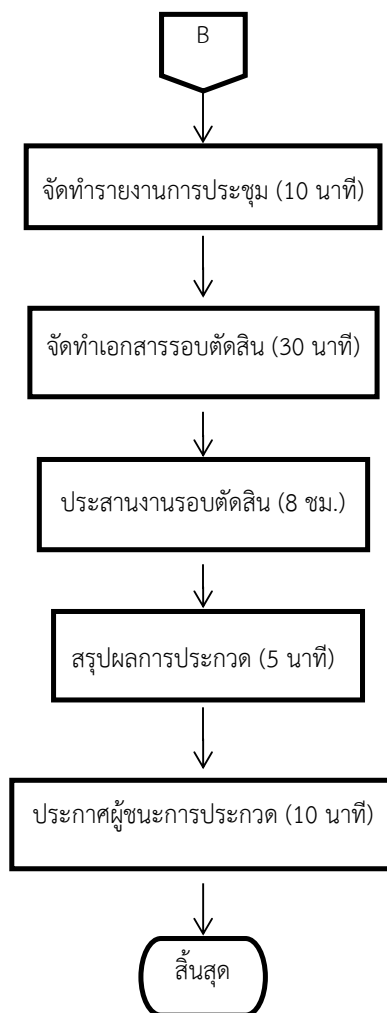 B
จัดทำรายงานการประชุม (10 นาที)
จัดทำเอกสารรอบตัดสิน (30 นาที)
ประสานงานรอบตัดสิน (8 ชม.)
สรุปผลการประกวด (5 นาที)
ประกาศผู้ชนะการประกวด (10 นาที)
สิ้นสุด